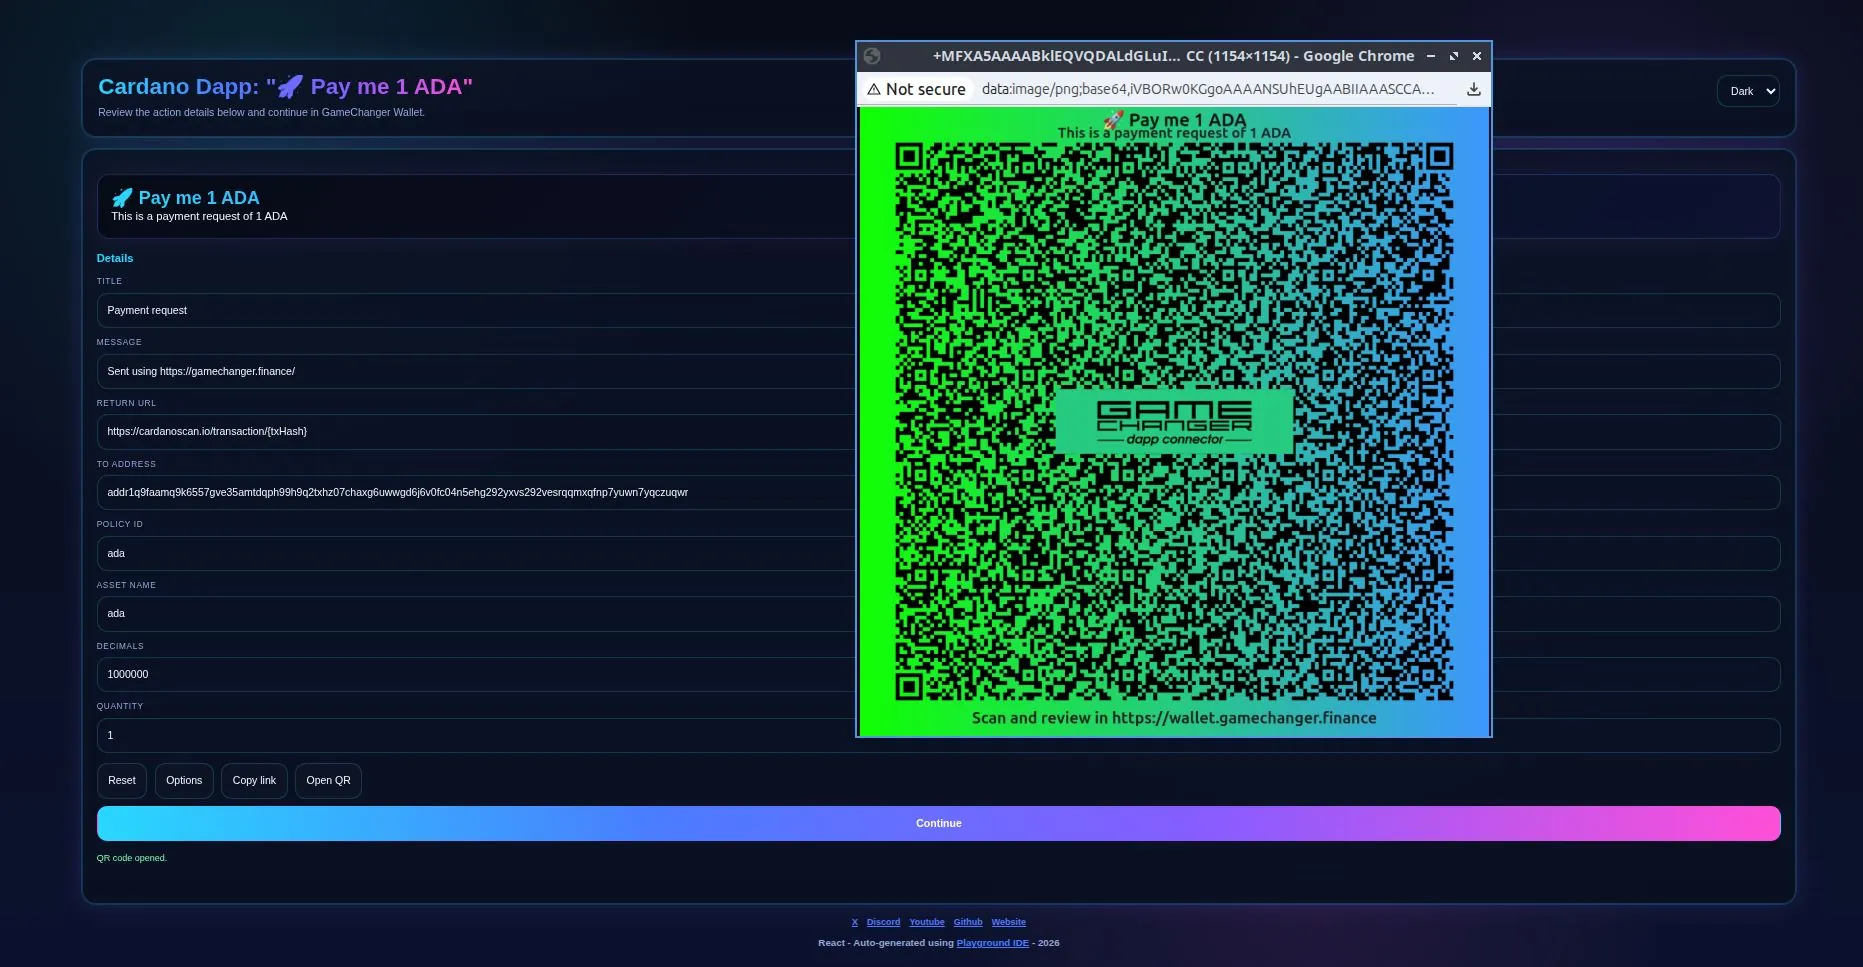 Cardano Dapp: "🚀 Pay me 1 ADA"
Review the action details below and continue in GameChanger Wallet.
Dark
🚀 Pay me 1 ADA
This is a payment request of 1 ADA
Details
TITLE
Payment request
MESSAGE
Sent using https://gamechanger.finance/
RETURN URL
https://cardanoscan.io/transaction/{txHash}
TO ADDRESS
addr1q9faamq9k6557gve35amtdqph99h9q2txhz07chaxg6uwwgd6j6v0fc04n5ehg292yxvs292vesrqqmxqfnp7yuwn7yqczuqwr
POLICY ID
ada
ASSET NAME
ada
DECIMALS
1000000
QUANTITY
1
Reset
Options
Copy link
Open QR
Continue
QR code opened.
+MFXA5AAAABklEQVQDALdGLuI... CC (1154×1154) - Google Chrome
Not secure
data:image/png;base64,iVBORw0KGgoAAAANSUhEUgAABIIAAASCCA...
🚀 Pay me 1 ADA
This is a payment request of 1 ADA
GAME
CHANGER
dapp connector
Scan and review in https://wallet.gamechanger.finance
X Discord Youtube Github Website
React - Auto-generated using Playground IDE - 2026